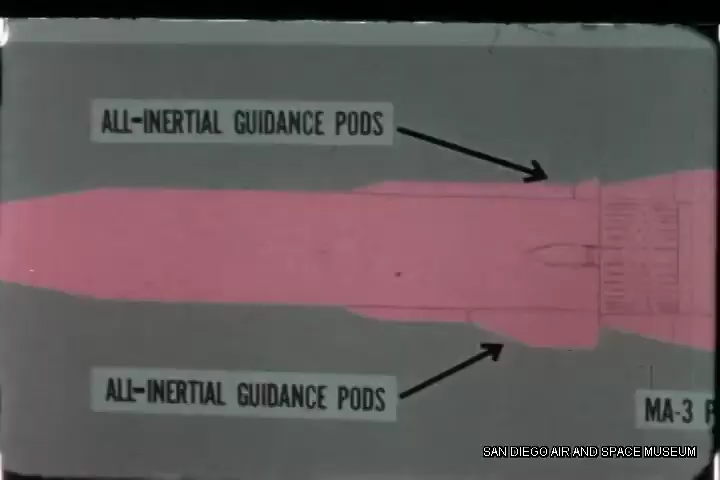 ALL-INERTIAL GUIDANCE PODS
ALL-INERTIAL GUIDANCE PODS
MA-3
SAN DIEGO AIR AND SPACE MUSEUM